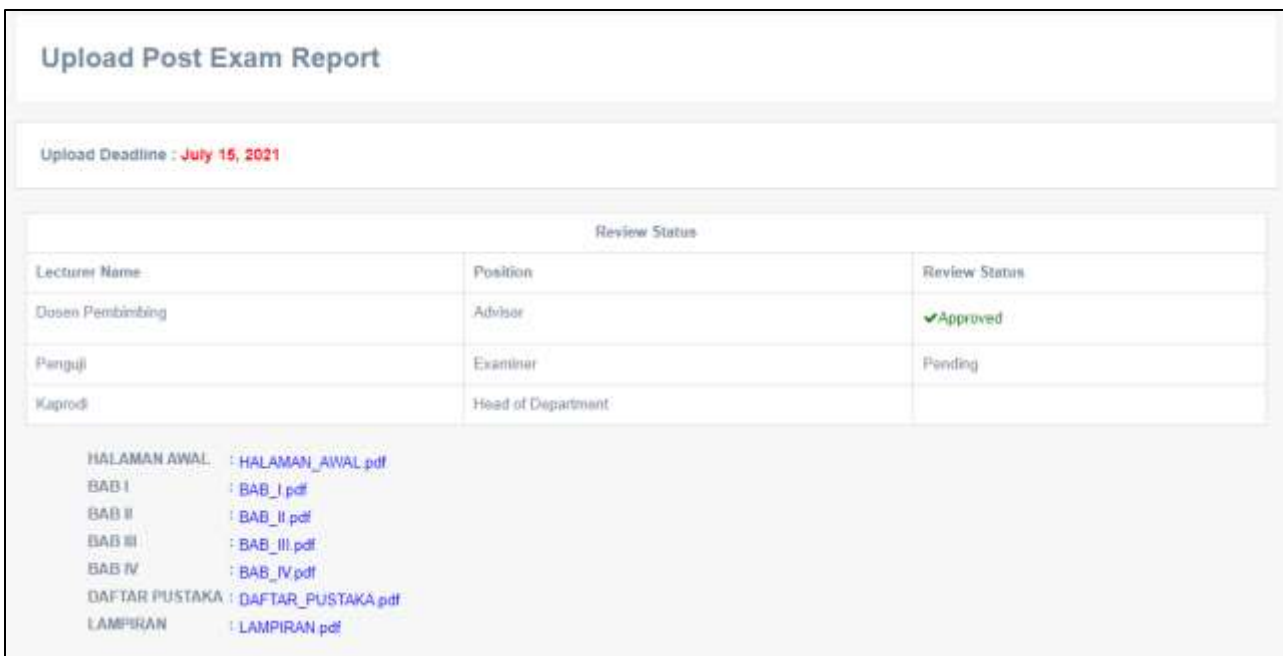 Upload Post Exam Report
Upload Deadline : July 15, 2021
Review Status
Lecturer Name Position Review Status
Dosen Pembimbing Advisor ✔Approved
Penguji Examiner Pending
Kaprodi Head of Department
HALAMAN AWAL : HALAMAN_AWAL.pdf
BAB I : BAB_I.pdf
BAB II : BAB_II.pdf
BAB III : BAB_III.pdf
BAB IV : BAB_IV.pdf
DAFTAR PUSTAKA : DAFTAR_PUSTAKA.pdf
LAMPIRAN : LAMPIRAN.pdf